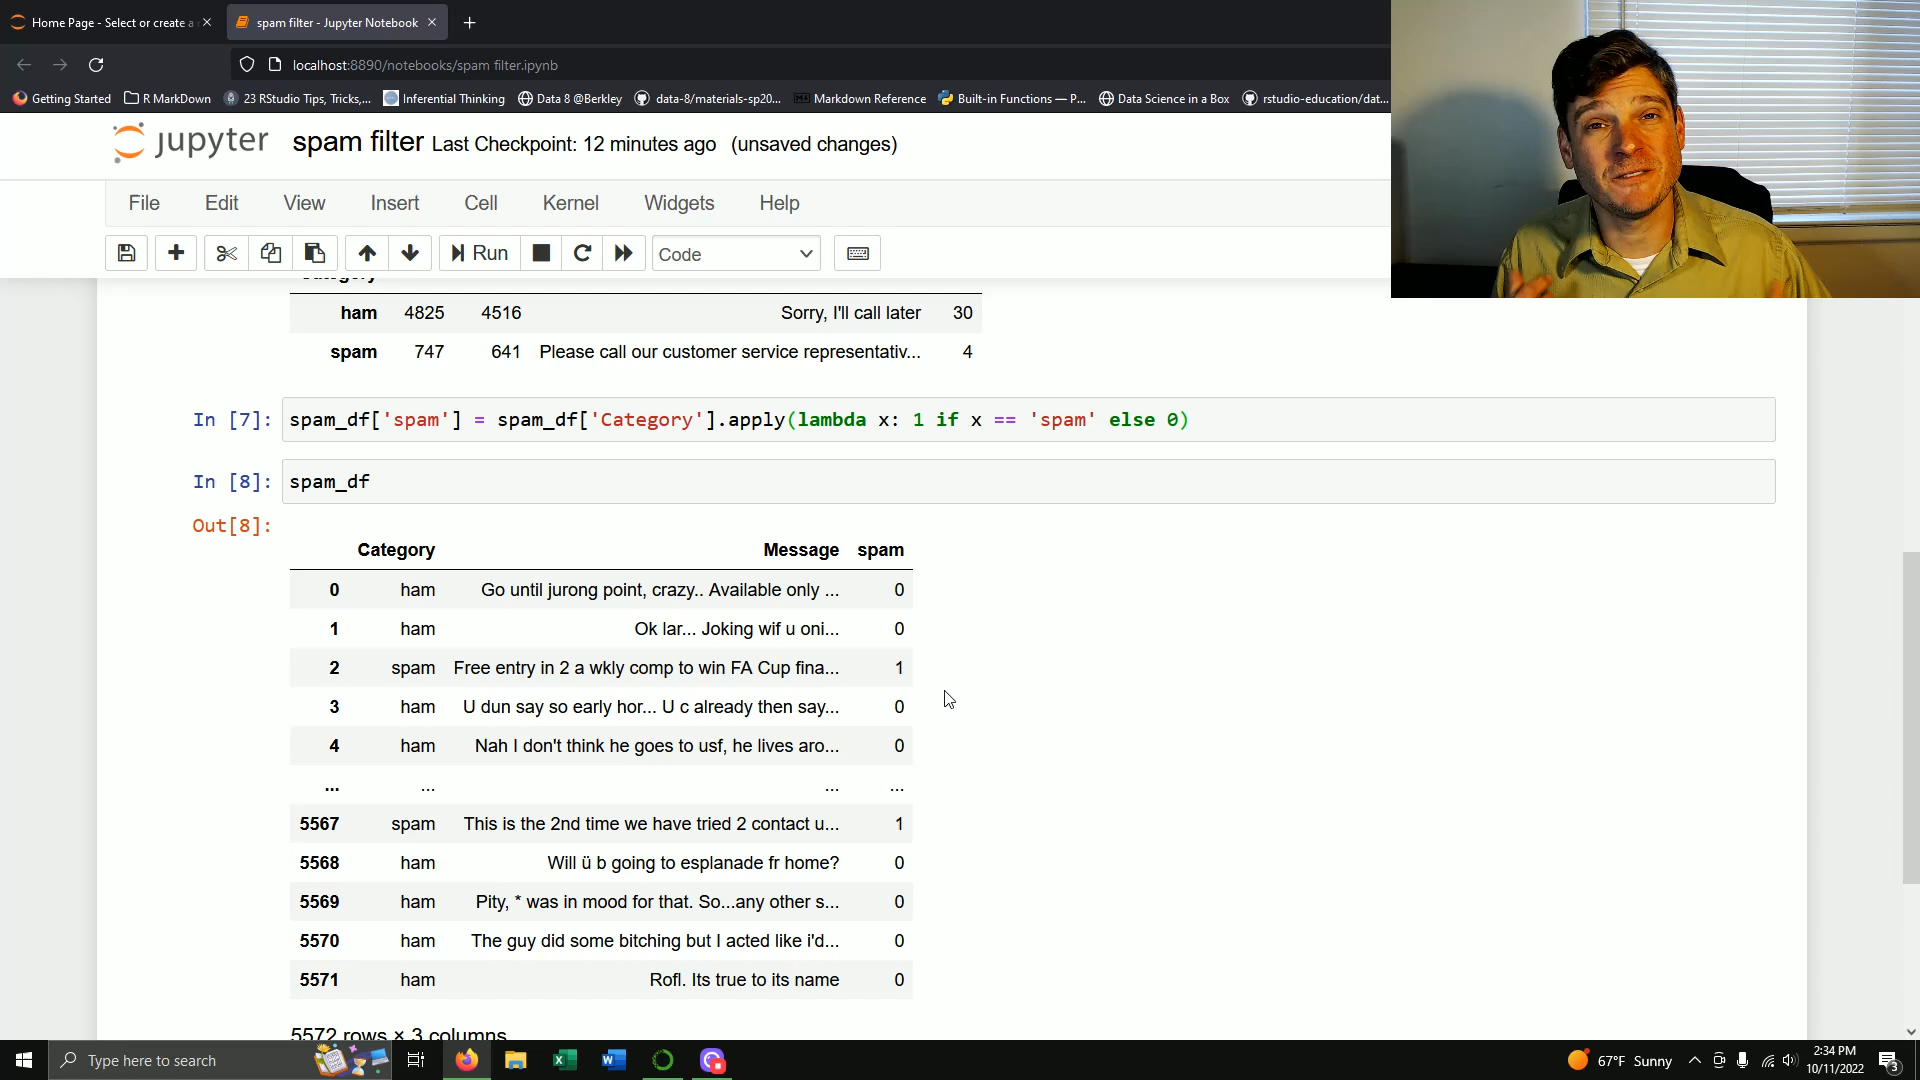 Home Page - Select or create a
spam filter - Jupyter Notebook
localhost:8890/notebooks/spam filter.ipynb
Getting Started
R MarkDown
23 RStudio Tips, Tricks,...
Inferential Thinking
Data 8 @Berkley
data-8/materials-sp20...
Markdown Reference
Built-in Functions — P...
Data Science in a Box
rstudio-education/dat...
jupyter spam filter Last Checkpoint: 12 minutes ago (unsaved changes)
File Edit View Insert Cell Kernel Widgets Help
Run Code
ham 4825 4516 Sorry, I'll call later 30
spam 747 641 Please call our customer service representativ... 4
In [7]: spam_df['spam'] = spam_df['Category'].apply(lambda x: 1 if x == 'spam' else 0)
In [8]: spam_df
Out[8]:
Category Message spam
0 ham Go until jurong point, crazy.. Available only ... 0
1 ham Ok lar... Joking wif u oni... 0
2 spam Free entry in 2 a wkly comp to win FA Cup fina... 1
3 ham U dun say so early hor... U c already then say... 0
4 ham Nah I don't think he goes to usf, he lives aro... 0
... ... ... ...
5567 spam This is the 2nd time we have tried 2 contact u... 1
5568 ham Will ü b going to esplanade fr home? 0
5569 ham Pity, * was in mood for that. So...any other s... 0
5570 ham The guy did some bitching but I acted like i'd... 0
5571 ham Rofl. Its true to its name 0
5572 rows × 3 columns
Type here to search
67°F Sunny
2:34 PM
10/11/2022
3